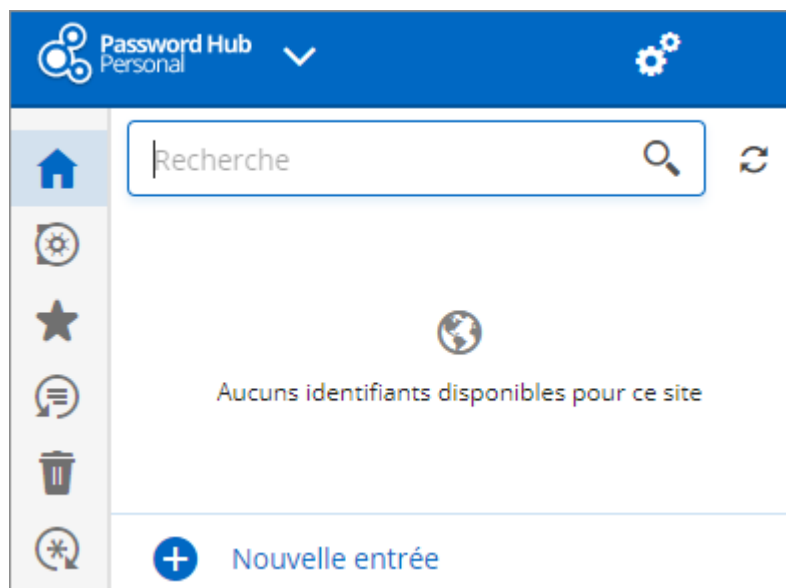 Password Hub
Personal
Recherche
Aucuns identifiants disponibles pour ce site
Nouvelle entrée